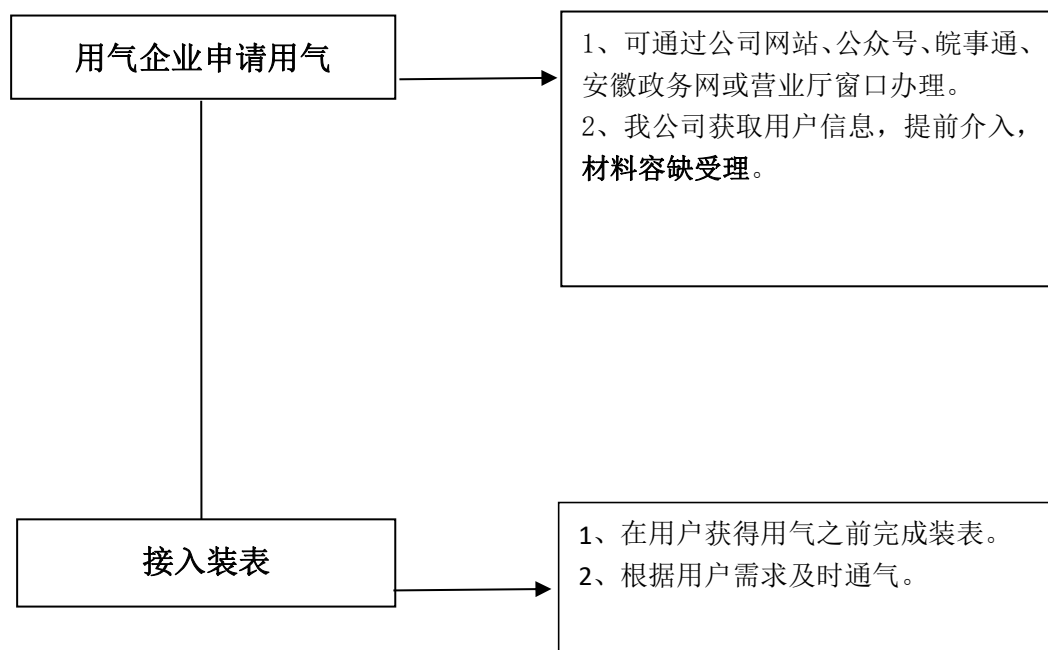 用气企业申请用气
1、可通过公司网站、公众号、皖事通、
安徽政务网或营业厅窗口办理。
2、我公司获取用户信息，提前介入，
材料容缺受理。
接入装表
1、在用户获得用气之前完成装表。
2、根据用户需求及时通气。